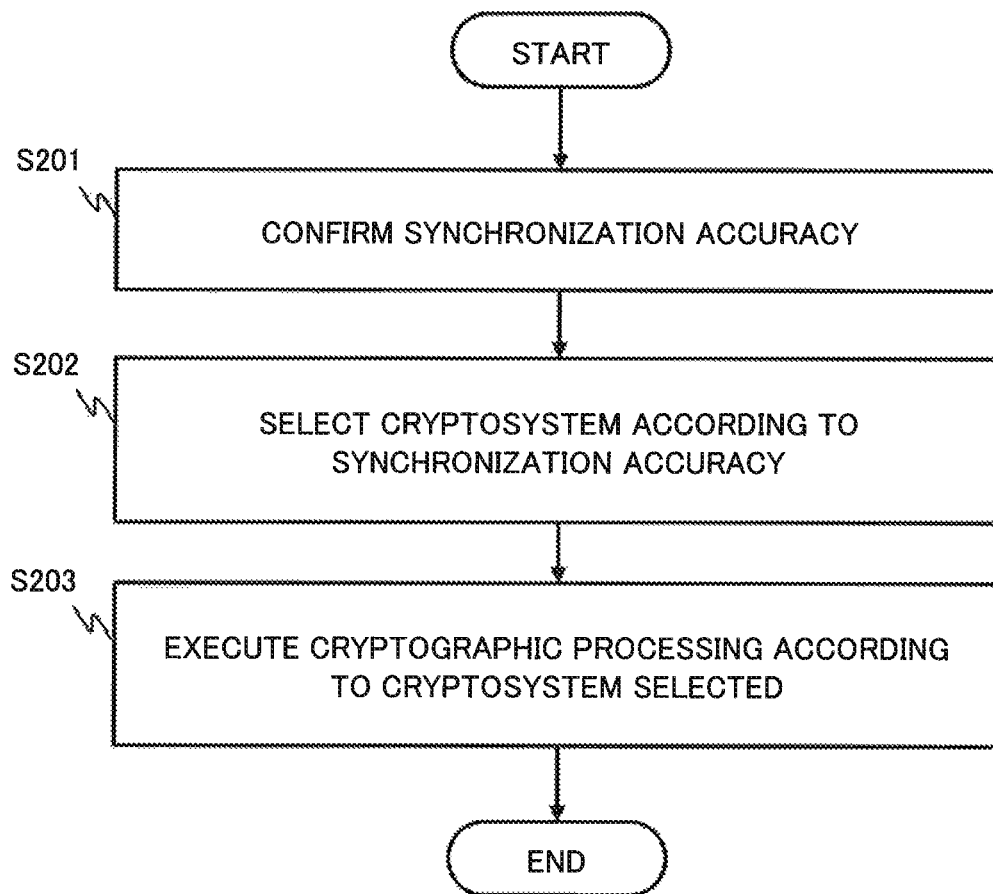 START
S201
CONFIRM SYNCHRONIZATION ACCURACY
S202
SELECT CRYPTOSYSTEM ACCORDING TO
SYNCHRONIZATION ACCURACY
S203
EXECUTE CRYPTOGRAPHIC PROCESSING ACCORDING
TO CRYPTOSYSTEM SELECTED
END